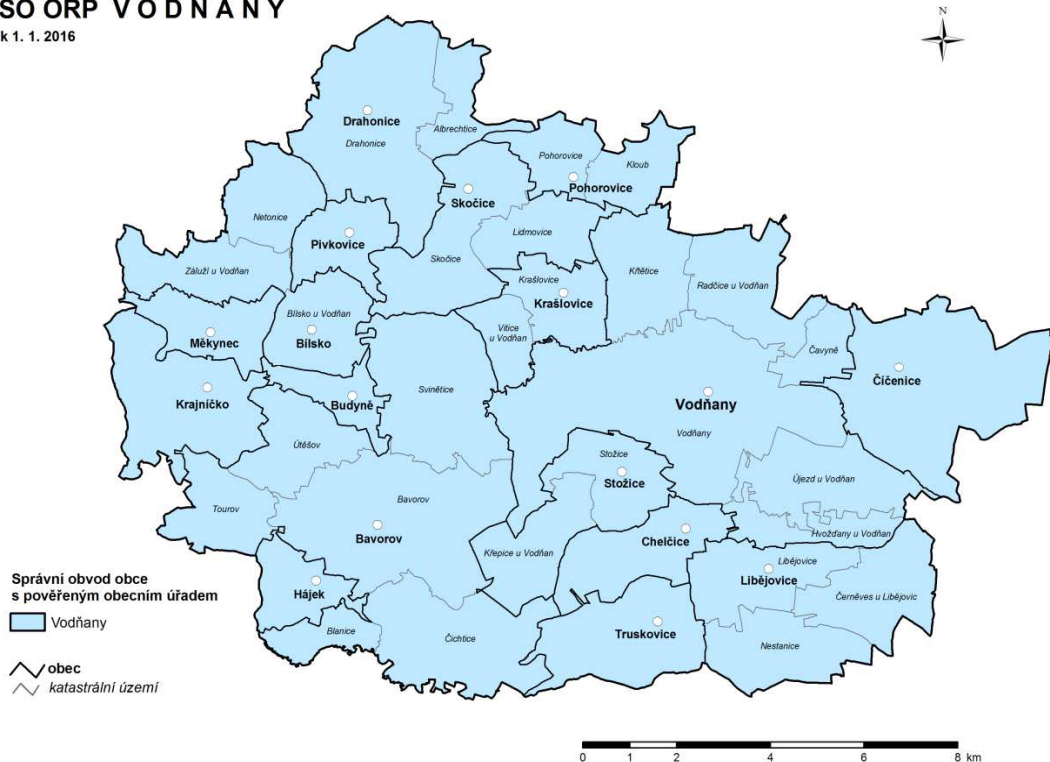 SO ORP VODŇANY
k 1. 1. 2016
N
Drahonice
Drahonice
Albrechtice
Pohorovice
Kloub
Pohorovice
Skočice
Netonice
Lidmovice
Pivkovice
Skočice
Záluží u Vodňan
Křtětice
Radčice u Vodňan
Krašlovice
Krašlovice
Bílsko u Vodňan
Bílsko
Měkynec
Vitice
u Vodňan
Čavyně
Číčenice
Krajníčko
Svinětice
Budyně
Vodňany
Vodňany
Útěšov
Stožice
Stožice
Újezd u Vodňan
Bavorov
Tourov
Bavorov
Hvožďany u Vodňan
Chelčice
Křepice u Vodňan
Libějovice
Libějovice
Hájek
Černěves u Libějovic
Blanice
Čichtice
Truskovice
Nestanice
Správní obvod obce
s pověřeným obecním úřadem
Vodňany
obec
katastrální území
0 1 2 4 6 8 km